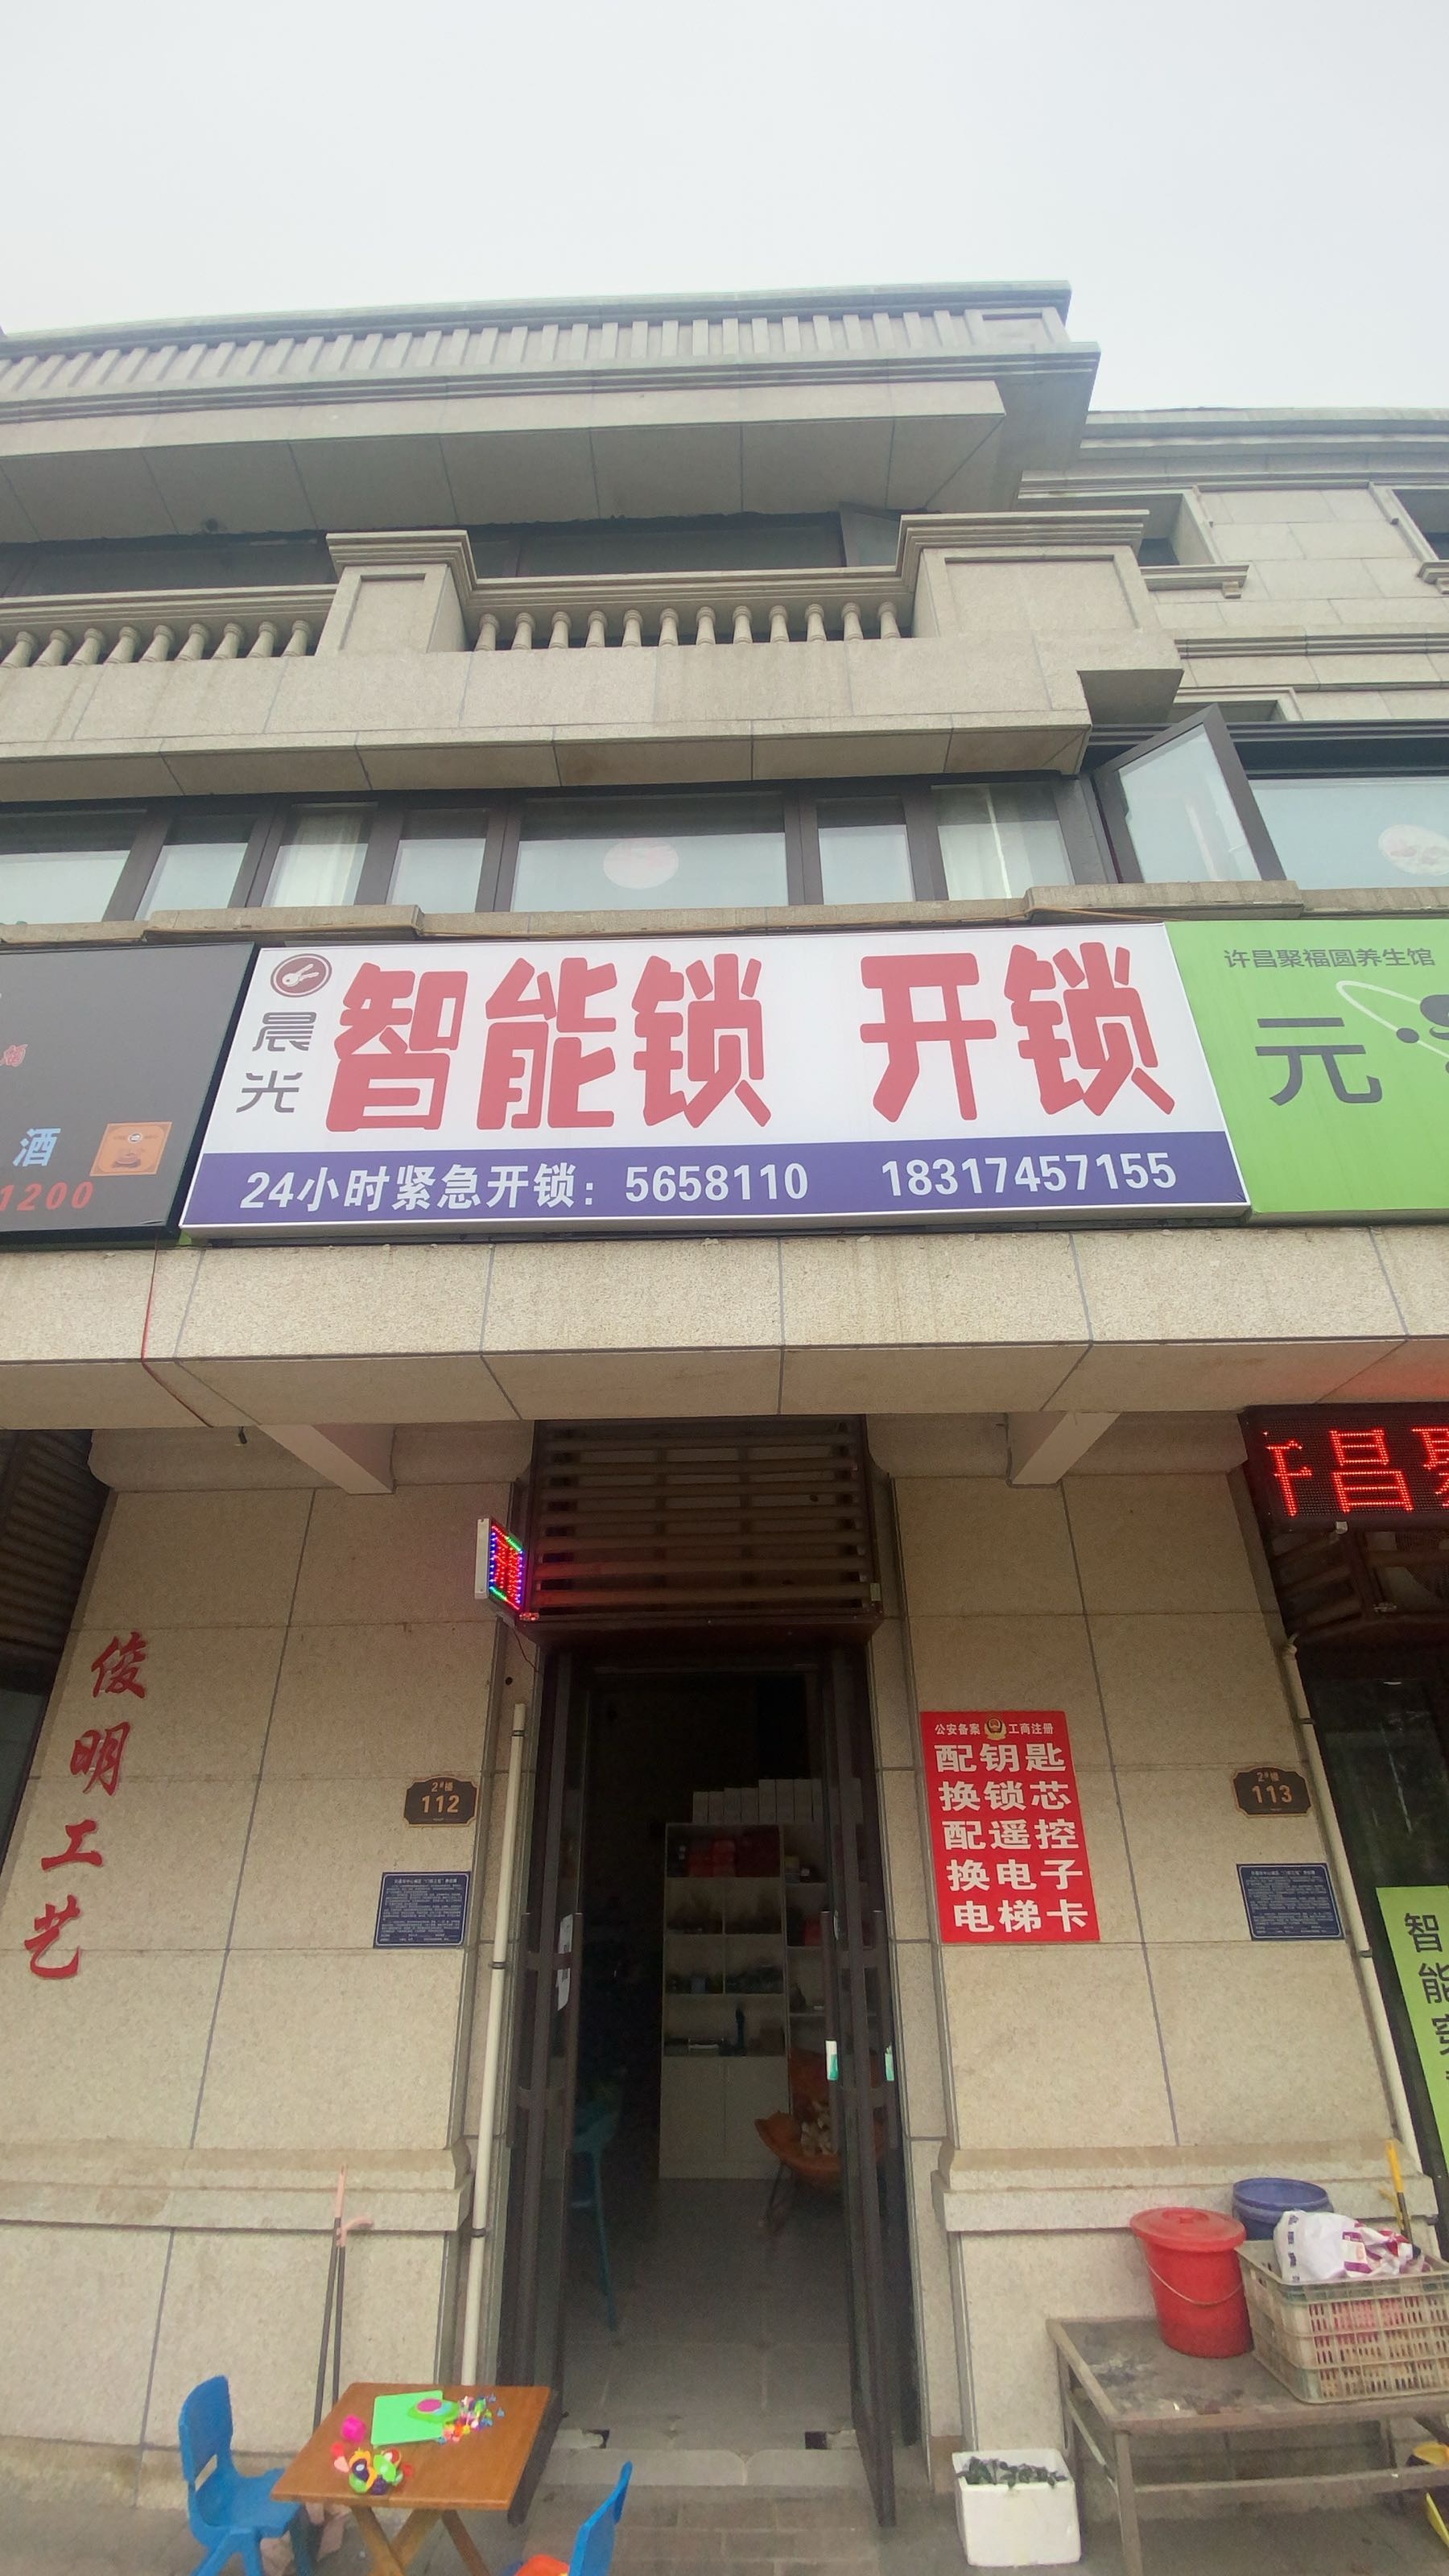 酒
1200
晨光
智能锁 开锁
24小时紧急开锁：5658110 18317457155
许昌聚福圆养生馆
元
许昌聚
俊明工艺
2#楼
112
公安备案 工商注册
配钥匙
换锁芯
配遥控
换电子
电梯卡
2#楼
113
智能